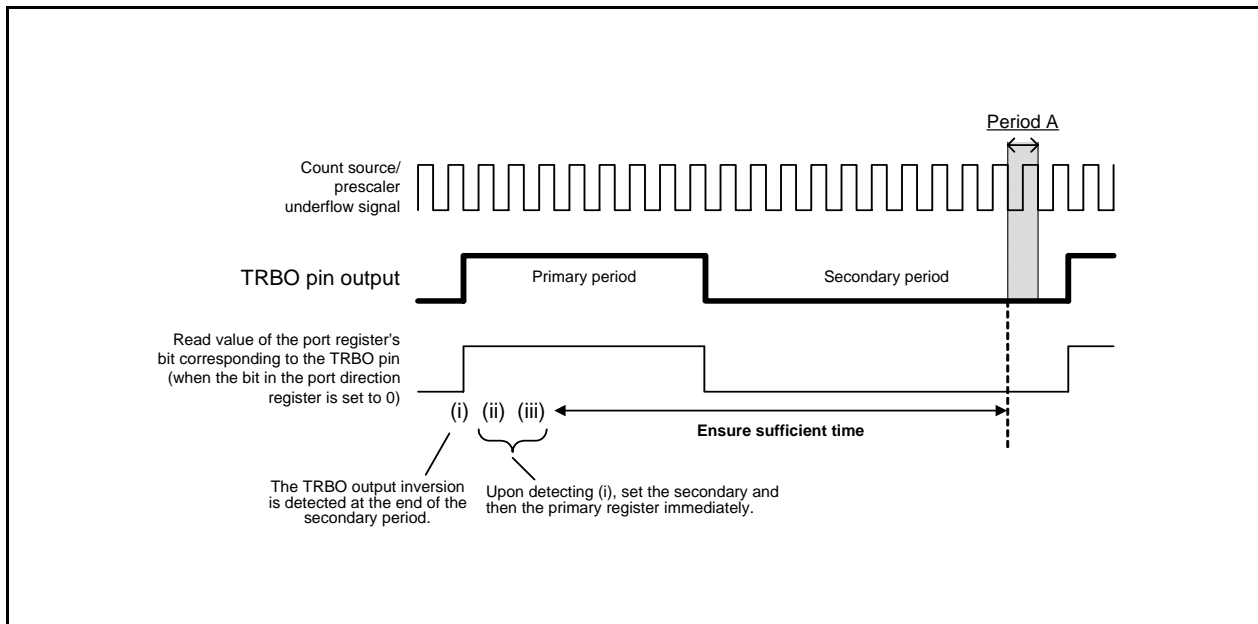 Period A
Count source/
prescaler
underflow signal
TRBO pin output
Primary period
Secondary period
Read value of the port register's
bit corresponding to the TRBO pin
(when the bit in the port direction
register is set to 0)
(i) (ii) (iii)
Ensure sufficient time
The TRBO output inversion
is detected at the end of the
secondary period.
Upon detecting (i), set the secondary and
then the primary register immediately.